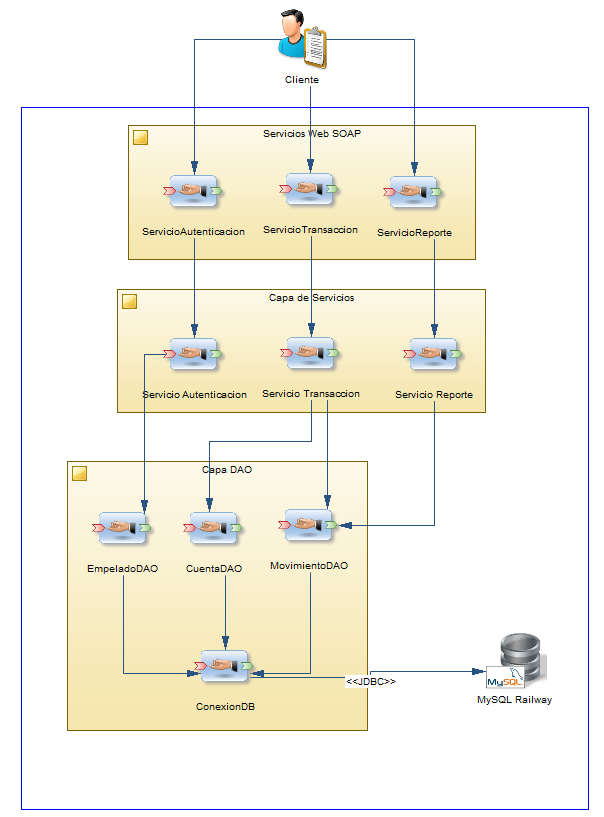 Cliente
Servicios Web SOAP
ServicioAutenticacion
ServicioTransaccion
ServicioReporte
Capa de Servicios
Servicio Autenticacion
Servicio Transaccion
Servicio Reporte
Capa DAO
EmpeladoDAO
CuentaDAO
MovimientoDAO
ConexionDB
<<JDBC>>
MySQL
MySQL Railway